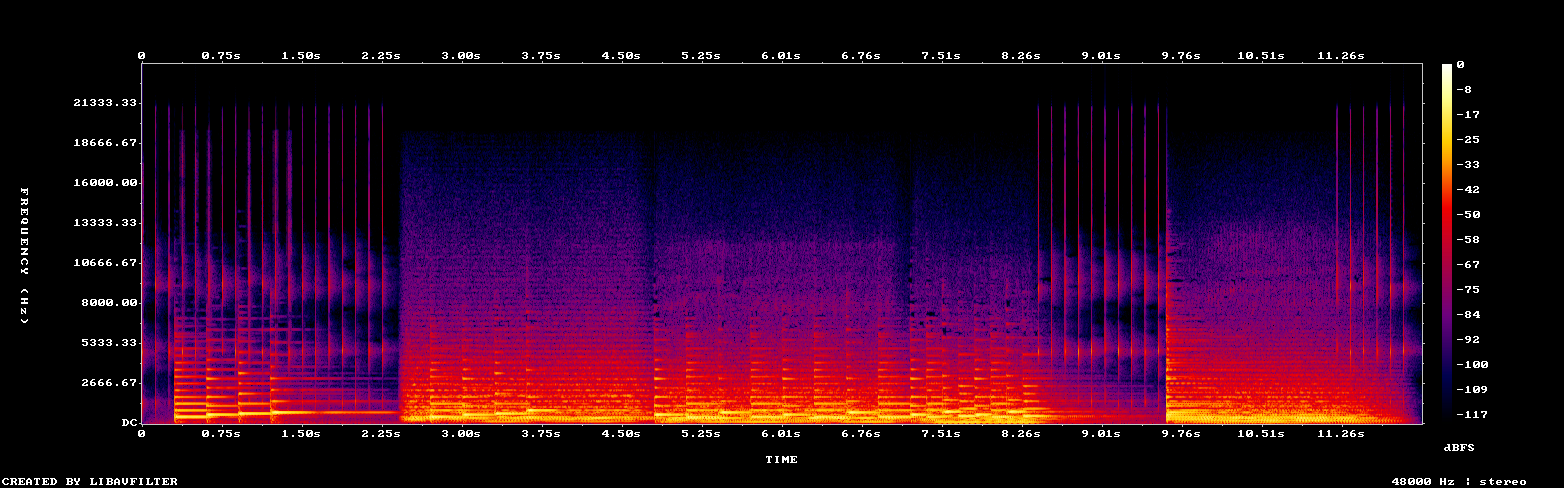 0 0.75s 1.50s 2.25s 3.00s 3.75s 4.50s 5.25s 6.01s 6.76s 7.51s 8.26s 9.01s 9.76s 10.51s 11.26s
0
-8
-17
-25
-33
-42
-50
-58
-67
-75
-84
-92
-100
-109
-117
dBFS
21333.33
18666.67
16000.00
13333.33
10666.67
8000.00
5333.33
2666.67
DC
FREQUENCY (Hz)
0 0.75s 1.50s 2.25s 3.00s 3.75s 4.50s 5.25s 6.01s 6.76s 7.51s 8.26s 9.01s 9.76s 10.51s 11.26s
TIME
CREATED BY LIBAVFILTER
48000 Hz | stereo